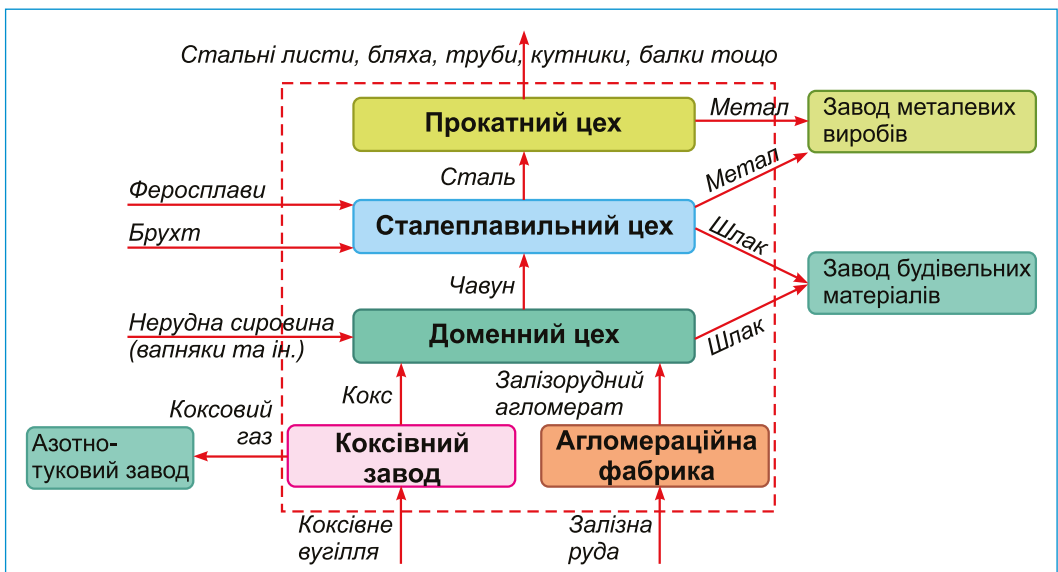 Стальні листи, бляха, труби, кутники, балки тощо
Прокатний цех
Метал
Завод металевих
виробів
Сталь
Метал
Феросплави
Брухт
Сталеплавильний цех
Шлак
Завод будівельних
матеріалів
Чавун
Нерудна сировина
(вапняки та ін.)
Доменний цех
Шлак
Кокс
Залізорудний
агломерат
Коксовий
газ
Азотно-
туковий завод
Коксівний
завод
Агломераційна
фабрика
Коксівне
вугілля
Залізна
руда